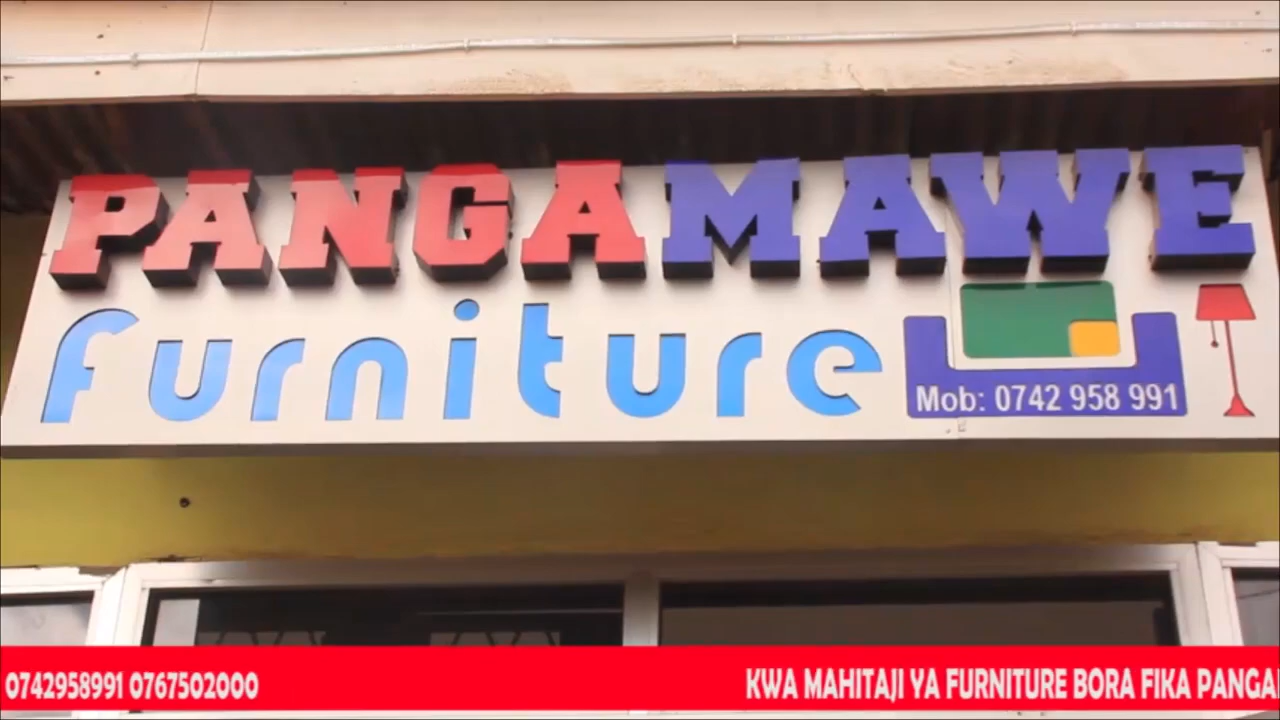 PANGAMAWE
furniture
Mob: 0742 958 991
0742958991 0767502000
KWA MAHITAJI YA FURNITURE BORA FIKA